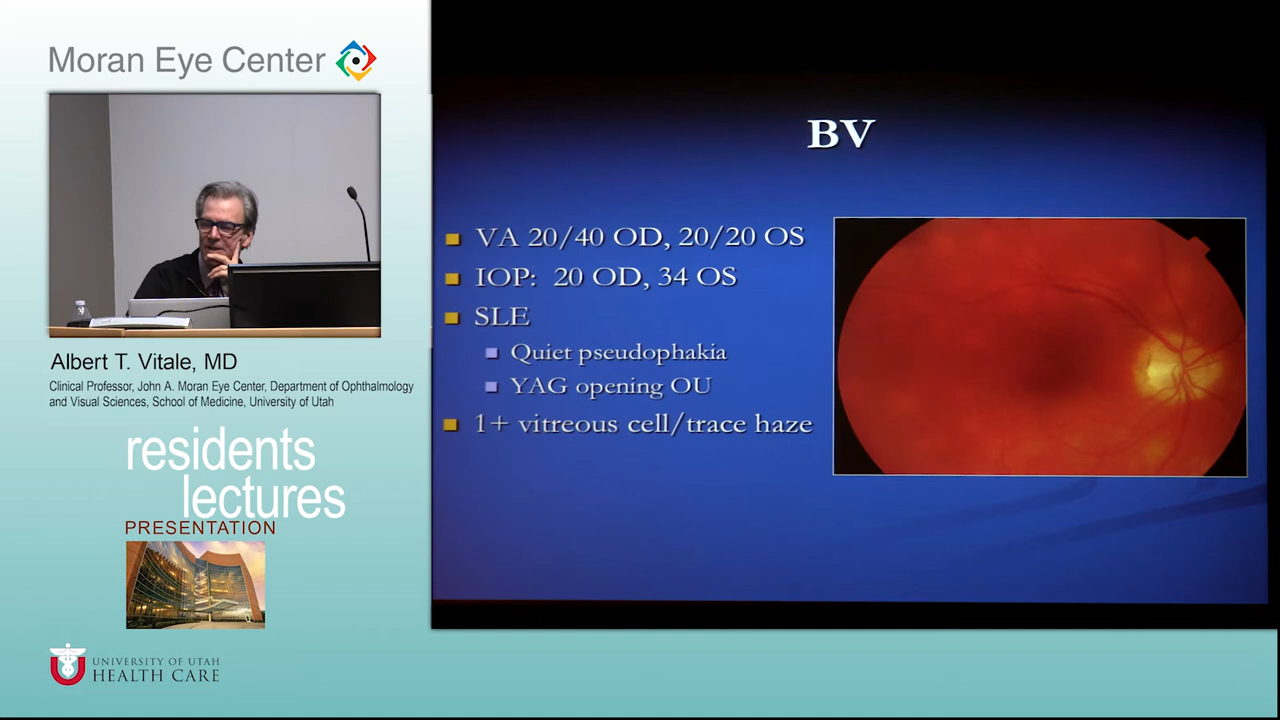 Moran Eye Center
Albert T. Vitale, MD
Clinical Professor, John A. Moran Eye Center, Department of Ophthalmology
and Visual Sciences, School of Medicine, University of Utah
residents
lectures
PRESENTATION
UNIVERSITY OF UTAH
HEALTH CARE
BV
VA 20/40 OD, 20/20 OS
IOP: 20 OD, 34 OS
SLE
Quiet pseudophakia
YAG opening OU
1+ vitreous cell/trace haze